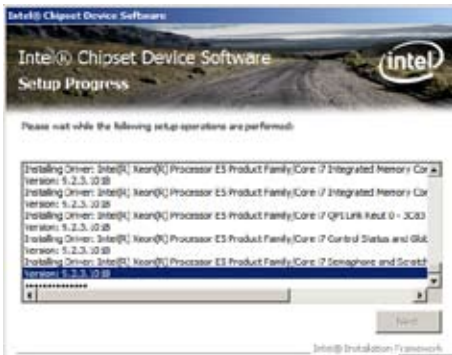 Intel® Chipset Device Software
Intel® Chipset Device Software
Setup Progress
intel
Please wait while the following setup operations are performed:
Installing Driver: Intel(R) Xeon(R) Processor E5 Product Family/Core i7 Integrated Memory Con
Version: 9.2.3.1018
Installing Driver: Intel(R) Xeon(R) Processor E5 Product Family/Core i7 Integrated Memory Con
Version: 9.2.3.1018
Installing Driver: Intel(R) Xeon(R) Processor E5 Product Family/Core i7 QPI Link Reut 0 - 3C83
Version: 9.2.3.1018
Installing Driver: Intel(R) Xeon(R) Processor E5 Product Family/Core i7 Control Status and Glob
Version: 9.2.3.1018
Installing Driver: Intel(R) Xeon(R) Processor E5 Product Family/Core i7 Semaphore and Scratch
Version: 9.2.3.1018
**************
Next
Intel® Installation Framework